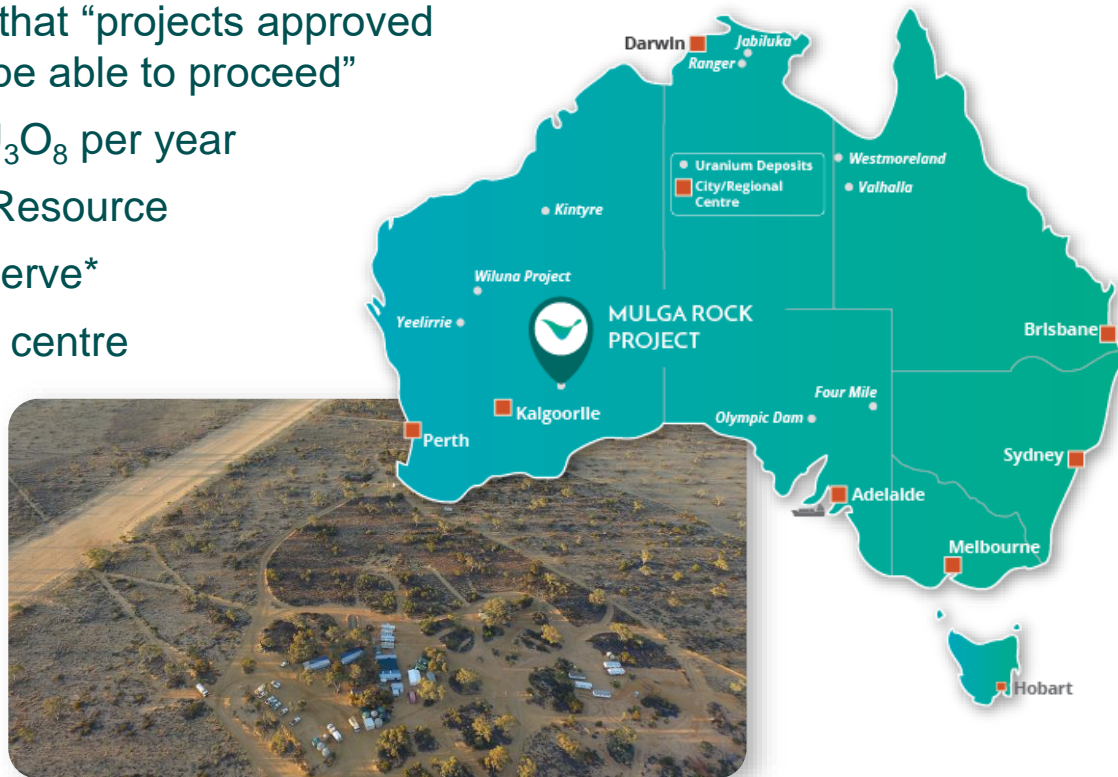 that “projects approved
be able to proceed”
₃O₈ per year
Resource
serve*
centre
Darwin
Jabiluka
Ranger
Uranium Deposits
City/Regional
Centre
Westmoreland
Valhalla
Kintyre
Wiluna Project
Yeelirrie
MULGA ROCK
PROJECT
Brisbane
Kalgoorlie
Four Mile
Olympic Dam
Perth
Sydney
Adelaide
Melbourne
Hobart